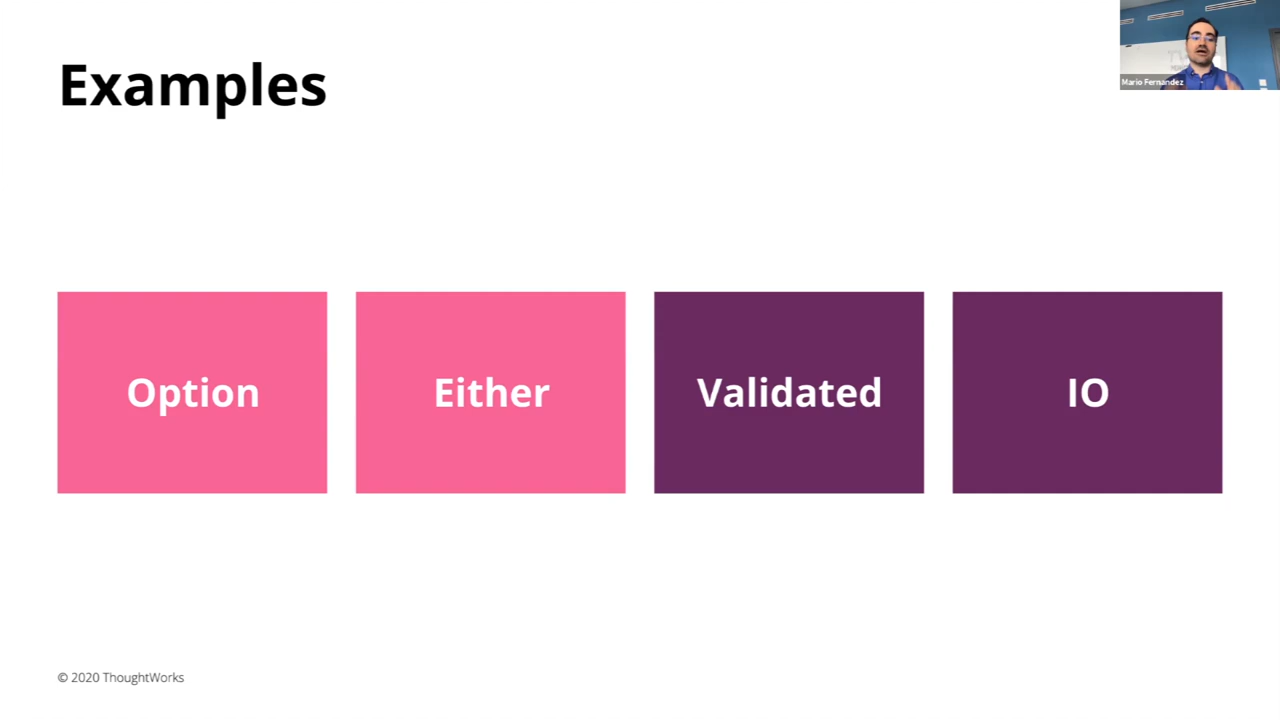 Examples
Mario Fernandez
Option
Either
Validated
IO
© 2020 ThoughtWorks